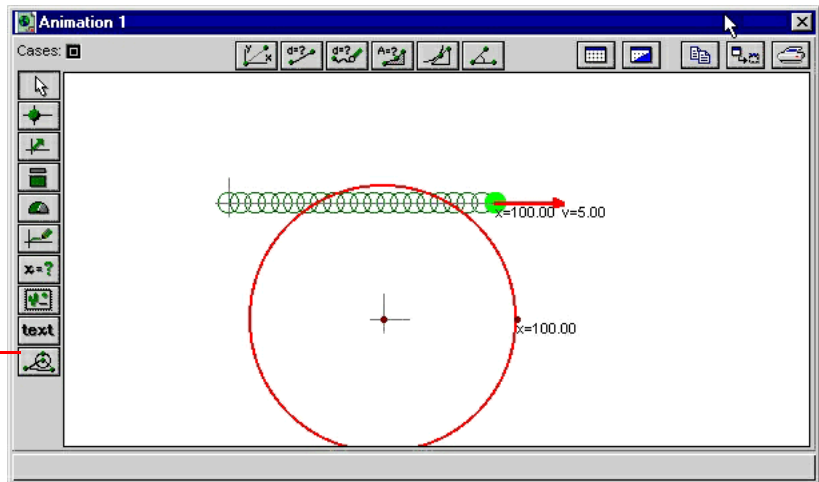 Animation 1
Cases:
y x d=? d=? A=?
x=100.00 v=5.00
x=?
text
x=100.00